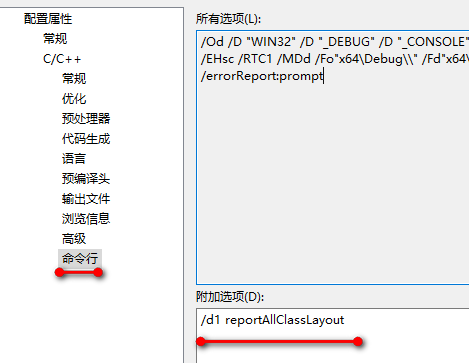 配置属性
常规
C/C++
常规
优化
预处理器
代码生成
语言
预编译头
输出文件
浏览信息
高级
命令行
所有选项(L):
/Od /D "WIN32" /D "_DEBUG" /D "_CONSOLE"
/EHsc /RTC1 /MDd /Fo"x64\Debug\\" /Fd"x64\
/errorReport:prompt
附加选项(D):
/d1 reportAllClassLayout